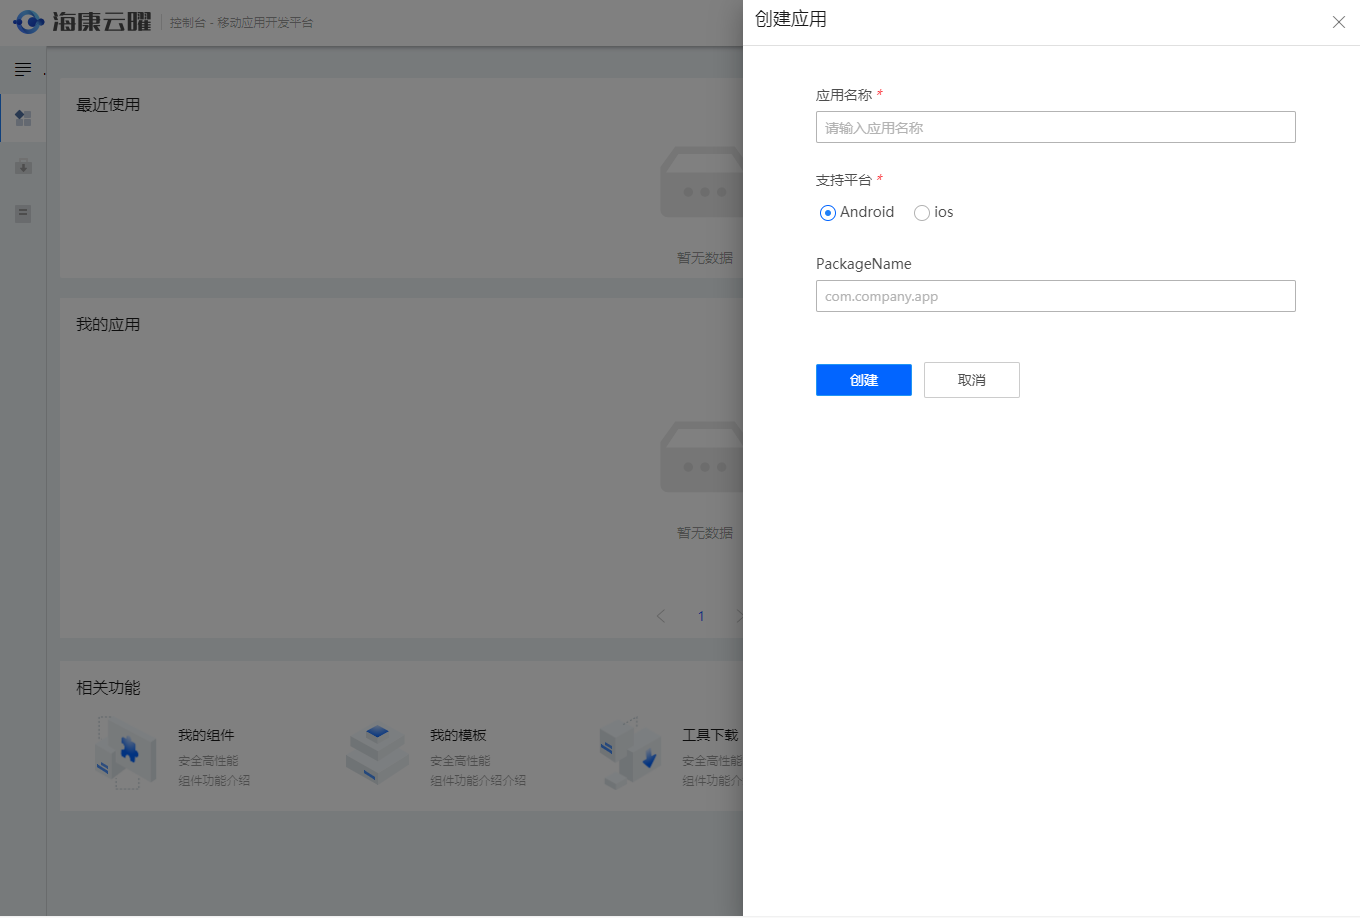 海康云曜
控制台 - 移动应用开发平台
最近使用
暂无数据
我的应用
暂无数据
1
相关功能
我的组件
安全高性能
组件功能介绍
我的模板
安全高性能
组件功能介绍介绍
工具下载
安全高性能
组件功能介
创建应用
应用名称 *
请输入应用名称
支持平台 *
Android
ios
PackageName
com.company.app
创建
取消